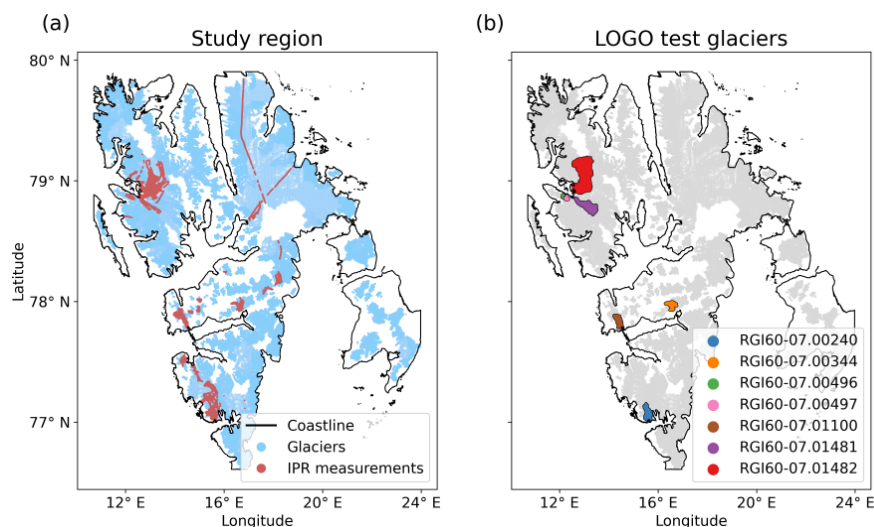 (a)
Study region
80° N
79° N
78° N
77° N
Latitude
12° E
16° E
20° E
24° E
Longitude
Coastline
Glaciers
IPR measurements
(b)
LOGO test glaciers
RGI60-07.00240
RGI60-07.00344
RGI60-07.00496
RGI60-07.00497
RGI60-07.01100
RGI60-07.01481
RGI60-07.01482
12° E
16° E
20° E
24° E
Longitude